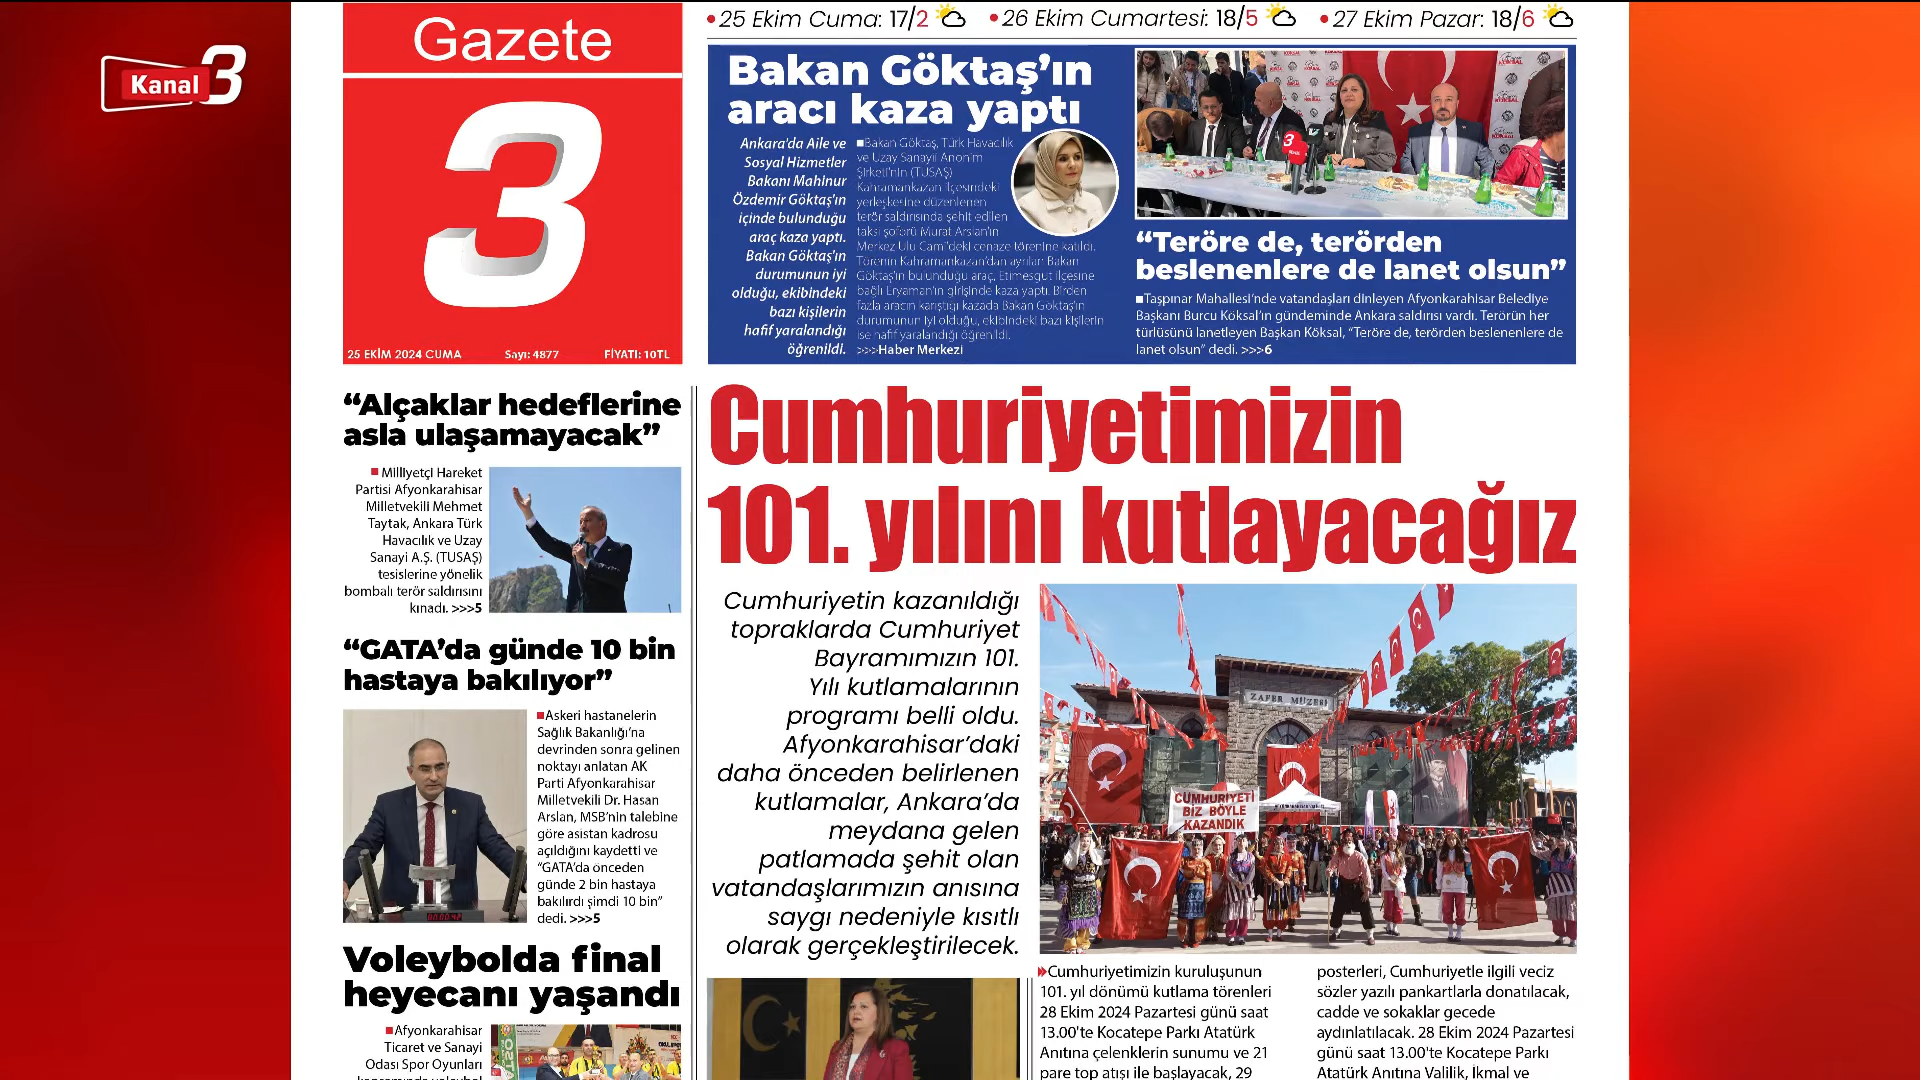 Kanal 3
Gazete
3
25 EKİM 2024 CUMA Sayı: 4877 FİYATI: 10TL
25 Ekim Cuma: 17/2 26 Ekim Cumartesi: 18/5 27 Ekim Pazar: 18/6
Bakan Göktaş’ın
aracı kaza yaptı
Ankara'da Aile ve
Sosyal Hizmetler
Bakanı Mahinur
Özdemir Göktaş'ın
içinde bulunduğu
araç kaza yaptı.
Bakan Göktaş'ın
durumunun iyi
olduğu, ekibindeki
bazı kişilerin
hafif yaralandığı
öğrenildi.
Bakan Göktaş, Türk Havacılık
ve Uzay Sanayii Anonim
Şirketi'nin (TUSAŞ)
Kahramankazan ilçesindeki
yerleşkesine düzenlenen
terör saldırısında şehit edilen
taksi şoförü Murat Arslan'ın
Merkez Ulu Cami'deki cenaze törenine katıldı.
Törenin Kahramankazan'dan ayrılan Bakan
Göktaş'ın bulunduğu araç, Etimesgut ilçesine
bağlı Eryaman'ın girişinde kaza yaptı. Birden
fazla aracın karıştığı kazada Bakan Göktaş'ın
durumunun iyi olduğu, ekibindeki bazı kişilerin
ise hafif yaralandığı öğrenildi.
>>>Haber Merkezi
“Teröre de, terörden
beslenenlere de lanet olsun”
Taşpınar Mahallesi’nde vatandaşları dinleyen Afyonkarahisar Belediye
Başkanı Burcu Köksal’ın gündeminde Ankara saldırısı vardı. Terörün her
türlüsünü lanetleyen Başkan Köksal, “Teröre de, terörden beslenenlere de
lanet olsun” dedi. >>>6
“Alçaklar hedeflerine
asla ulaşamayacak”
Milliyetçi Hareket
Partisi Afyonkarahisar
Milletvekili Mehmet
Taytak, Ankara Türk
Havacılık ve Uzay
Sanayi A.Ş. (TUSAŞ)
tesislerine yönelik
bombalı terör saldırısını
kınadı. >>>5
“GATA’da günde 10 bin
hastaya bakılıyor”
Askeri hastanelerin
Sağlık Bakanlığı’na
devrinden sonra gelinen
noktayı anlatan AK
Parti Afyonkarahisar
Milletvekili Dr. Hasan
Arslan, MSB’nin talebine
göre asistan kadrosu
açıldığını kaydetti ve
“GATA’da önceden
günde 2 bin hastaya
bakılırdı şimdi 10 bin”
dedi. >>>5
Voleybolda final
heyecanı yaşandı
Afyonkarahisar
Ticaret ve Sanayi
Odası Spor Oyunları
Cumhuriyetimizin
101. yılını kutlayacağız
Cumhuriyetin kazanıldığı
topraklarda Cumhuriyet
Bayramımızın 101.
Yılı kutlamalarının
programı belli oldu.
Afyonkarahisar’daki
daha önceden belirlenen
kutlamalar, Ankara’da
meydana gelen
patlamada şehit olan
vatandaşlarımızın anısına
saygı nedeniyle kısıtlı
olarak gerçekleştirilecek.
ZAFER MÜZESİ
CUMHURİYETİ
BİZ BÖYLE
KAZANDIK
Cumhuriyetimizin kuruluşunun
101. yıl dönümü kutlama törenleri
28 Ekim 2024 Pazartesi günü saat
13.00'te Kocatepe Parkı Atatürk
Anıtına çelenklerin sunumu ve 21
pare top atışı ile başlayacak, 29
posterleri, Cumhuriyetle ilgili veciz
sözler yazılı pankartlarla donatılacak,
cadde ve sokaklar gecede
aydınlatılacak. 28 Ekim 2024 Pazartesi
günü saat 13.00'te Kocatepe Parkı
Atatürk Anıtına Valilik, İkmal ve